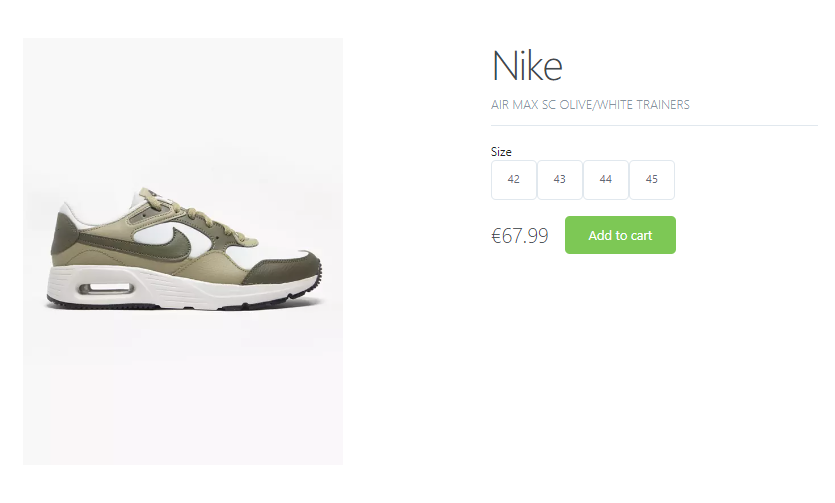 Nike
AIR MAX SC OLIVE/WHITE TRAINERS
Size
42 43 44 45
€67.99 Add to cart